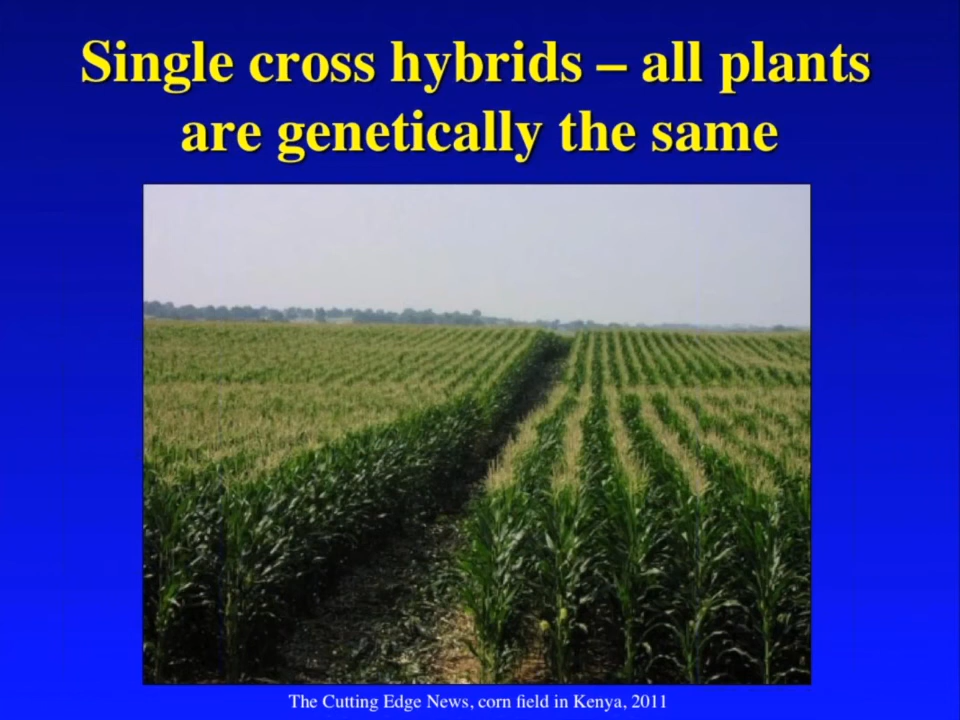 Single cross hybrids – all plants
are genetically the same
The Cutting Edge News, corn field in Kenya, 2011